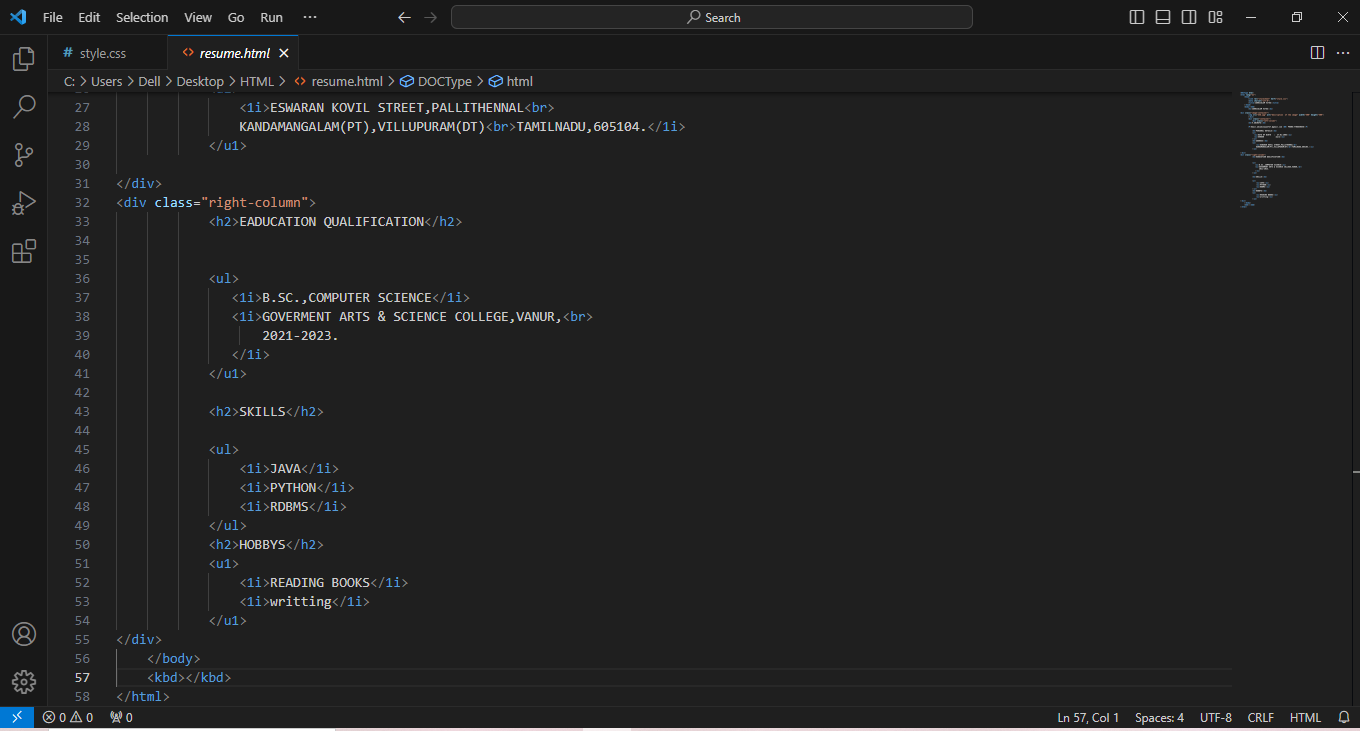 File Edit Selection View Go Run ··· Search
# style.css <> resume.html
C: > Users > Dell > Desktop > HTML > <> resume.html > DOCType > html
27 <1i>ESWARAN KOVIL STREET,PALLITHENNAL<br>
28 KANDAMANGALAM(PT),VILLUPURAM(DT)<br>TAMILNADU,605104.</1i>
29 </u1>
30
31 </div>
32 <div class="right-column">
33 <h2>EADUCATION QUALIFICATION</h2>
34
35
36 <ul>
37 <1i>B.SC.,COMPUTER SCIENCE</1i>
38 <1i>GOVERMENT ARTS & SCIENCE COLLEGE,VANUR,<br>
39 2021-2023.
40 </1i>
41 </u1>
42
43 <h2>SKILLS</h2>
44
45 <ul>
46 <1i>JAVA</1i>
47 <1i>PYTHON</1i>
48 <1i>RDBMS</1i>
49 </ul>
50 <h2>HOBBYS</h2>
51 <u1>
52 <1i>READING BOOKS</1i>
53 <1i>writting</1i>
54 </u1>
55 </div>
56 </body>
57 <kbd></kbd>
58 </html>
0 0 0 Ln 57, Col 1 Spaces: 4 UTF-8 CRLF HTML